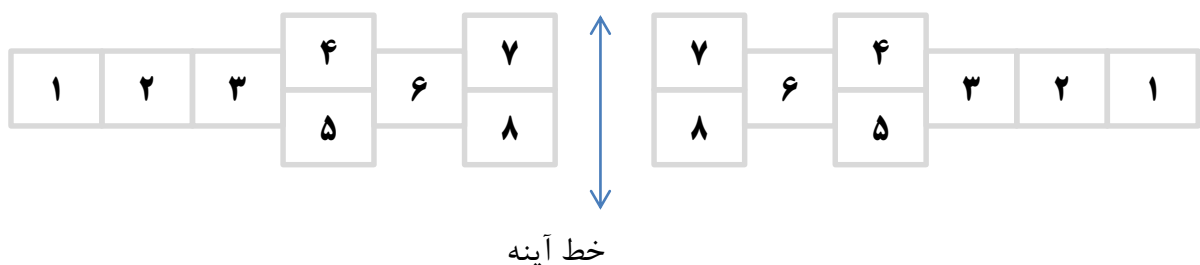 ۴ ۷ ۷ ۴
۱ ۲ ۳ ۶ ۶ ۳ ۲ ۱
۵ ۸ ۸ ۵
خط آینه